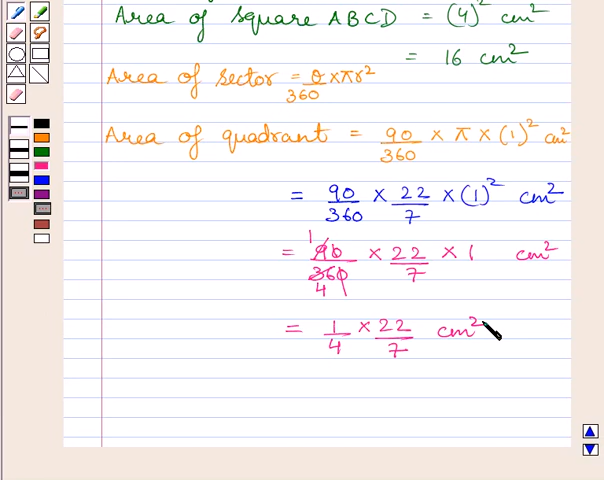 Area of Square ABCD = (4)² cm²
= 16 cm²
Area of sector = θ/360 × πr²
Area of quadrant = 90/360 × π × (1)² cm²
= 90/360 × 22/7 × (1)² cm²
= 1 90/360 4 × 22/7 × 1 cm²
= 1/4 × 22/7 cm²